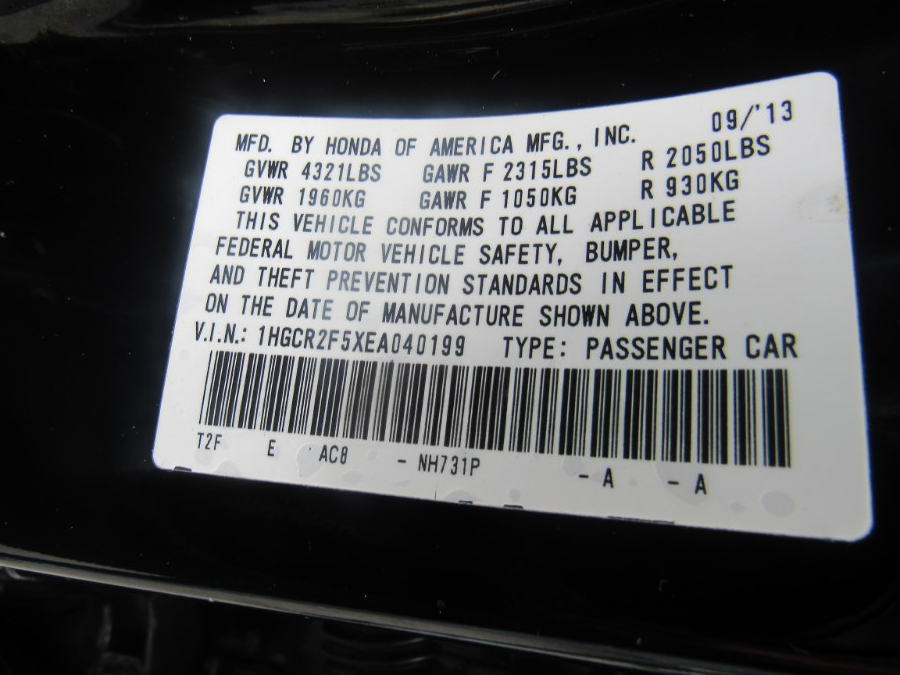 MFD. BY HONDA OF AMERICA MFG., INC. 09/'13
GVWR 4321LBS GAWR F 2315LBS R 2050LBS
GVWR 1960KG GAWR F 1050KG R 930KG
THIS VEHICLE CONFORMS TO ALL APPLICABLE
FEDERAL MOTOR VEHICLE SAFETY, BUMPER,
AND THEFT PREVENTION STANDARDS IN EFFECT
ON THE DATE OF MANUFACTURE SHOWN ABOVE.
V.I.N.: 1HGCR2F5XEA040199 TYPE: PASSENGER CAR
T2F E AC8 - NH731P - A - A